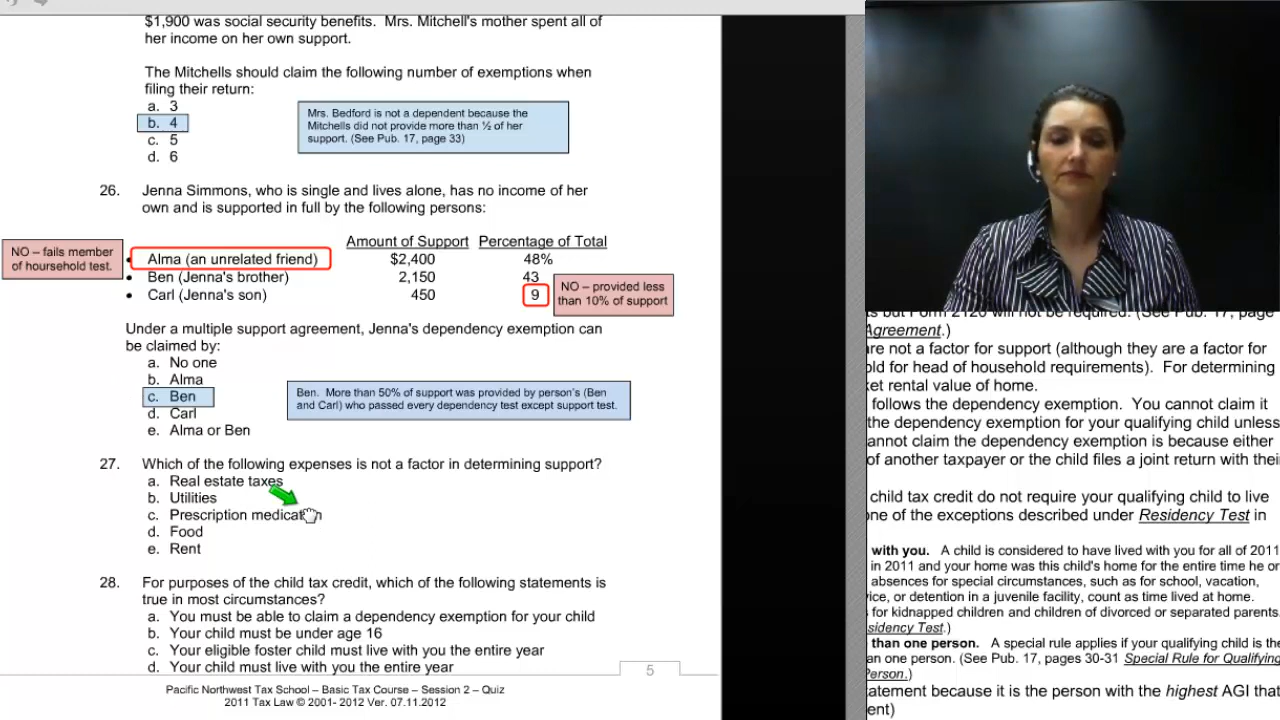 $1,900 was social security benefits. Mrs. Mitchell's mother spent all of
her income on her own support.
The Mitchells should claim the following number of exemptions when
filing their return:
a. 3
b. 4
c. 5
d. 6
Mrs. Bedford is not a dependent because the
Mitchells did not provide more than ½ of her
support. (See Pub. 17, page 33)
26. Jenna Simmons, who is single and lives alone, has no income of her
own and is supported in full by the following persons:
Amount of Support Percentage of Total
NO – fails member
of hourshold test.
• Alma (an unrelated friend) $2,400 48%
• Ben (Jenna's brother) 2,150 43
• Carl (Jenna's son) 450 9
NO – provided less
than 10% of support
Under a multiple support agreement, Jenna's dependency exemption can
be claimed by:
a. No one
b. Alma
c. Ben
d. Carl
e. Alma or Ben
Ben. More than 50% of support was provided by person's (Ben
and Carl) who passed every dependency test except support test.
27. Which of the following expenses is not a factor in determining support?
a. Real estate taxes
b. Utilities
c. Prescription medication
d. Food
e. Rent
28. For purposes of the child tax credit, which of the following statements is
true in most circumstances?
a. You must be able to claim a dependency exemption for your child
b. Your child must be under age 16
c. Your eligible foster child must live with you the entire year
d. Your child must live with you the entire year
5
Pacific Northwest Tax School – Basic Tax Course – Session 2 – Quiz
2011 Tax Law © 2001- 2012 Ver. 07.11.2012
ts but Form 2120 will not be required. (See Pub. 17, page
Agreement.)
are not a factor for support (although they are a factor for
old for head of household requirements). For determining
ket rental value of home.
follows the dependency exemption. You cannot claim it
the dependency exemption for your qualifying child unless
annot claim the dependency exemption is because either
of another taxpayer or the child files a joint return with thei
child tax credit do not require your qualifying child to live
one of the exceptions described under Residency Test in
with you. A child is considered to have lived with you for all of 2011
in 2011 and your home was this child's home for the entire time he or
absences for special circumstances, such as for school, vacation,
vice, or detention in a juvenile facility, count as time lived at home.
s for kidnapped children and children of divorced or separated parents.
sidency Test.)
than one person. A special rule applies if your qualifying child is the
an one person. (See Pub. 17, pages 30-31 Special Rule for Qualifying
Person.)
atement because it is the person with the highest AGI that
ent)